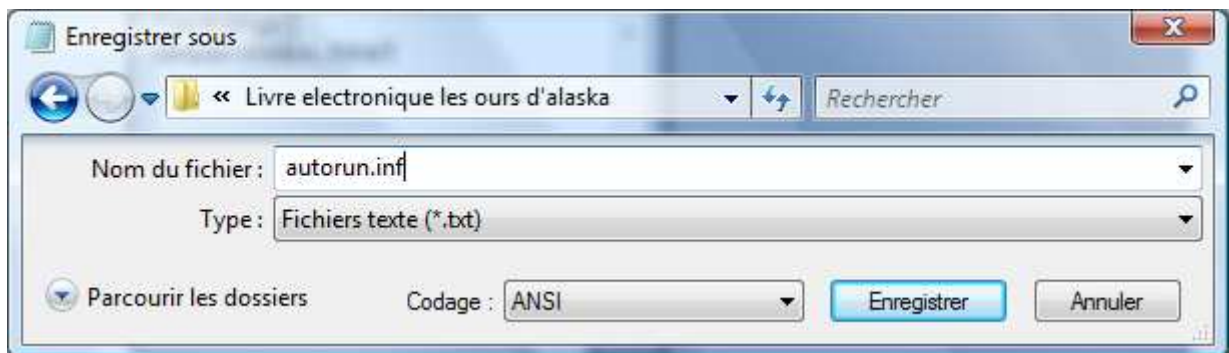 Enregistrer sous
« Livre electronique les ours d'alaska
Rechercher
Nom du fichier : autorun.inf
Type : Fichiers texte (*.txt)
Parcourir les dossiers Codage : ANSI Enregistrer Annuler